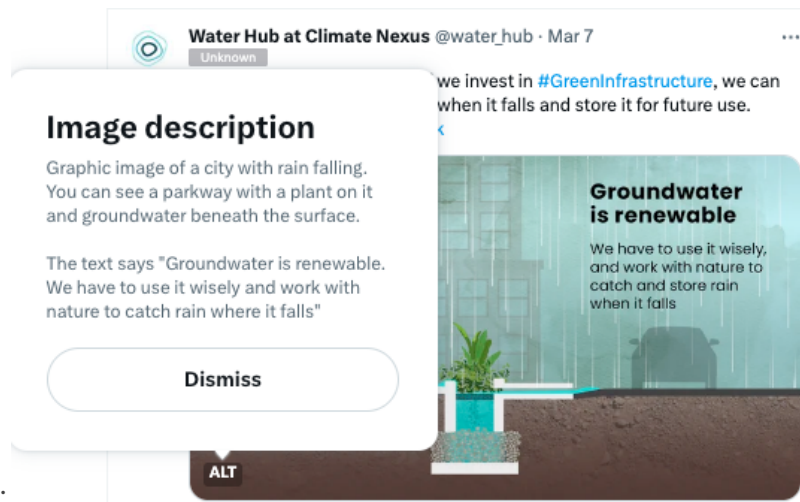 Water Hub at Climate Nexus @water_hub · Mar 7
Unknown
we invest in #GreenInfrastructure, we can
when it falls and store it for future use.
k
Image description
Graphic image of a city with rain falling.
You can see a parkway with a plant on it
and groundwater beneath the surface.
The text says "Groundwater is renewable.
We have to use it wisely and work with
nature to catch rain where it falls"
Dismiss
ALT
Groundwater
is renewable
We have to use it wisely,
and work with nature to
catch and store rain
when it falls